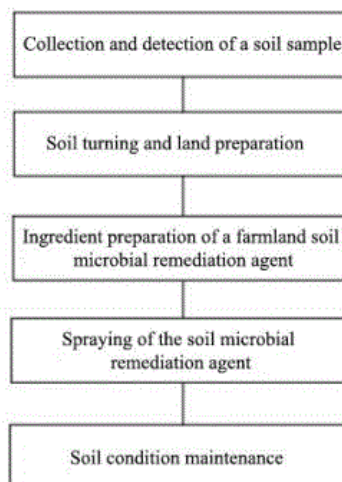 Collection and detection of a soil sample
Soil turning and land preparation
Ingredient preparation of a farmland soil
microbial remediation agent
Spraying of the soil microbial
remediation agent
Soil condition maintenance